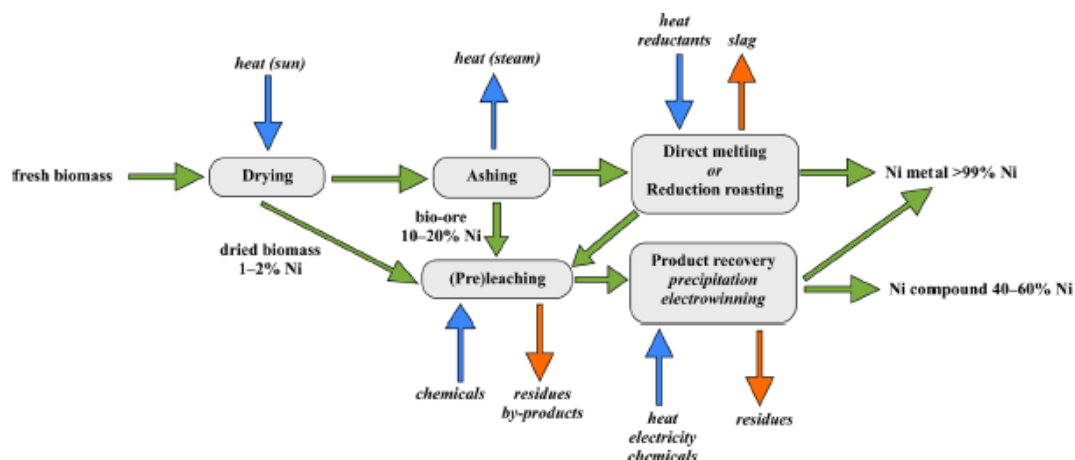 heat
reductants
slag
heat (sun)
heat (steam)
fresh biomass
Drying
Ashing
Direct melting
or
Reduction roasting
Ni metal >99% Ni
bio-ore
10–20% Ni
dried biomass
1–2% Ni
(Pre)leaching
Product recovery
precipitation
electrowinning
Ni compound 40–60% Ni
chemicals
residues
by-products
heat
electricity
chemicals
residues